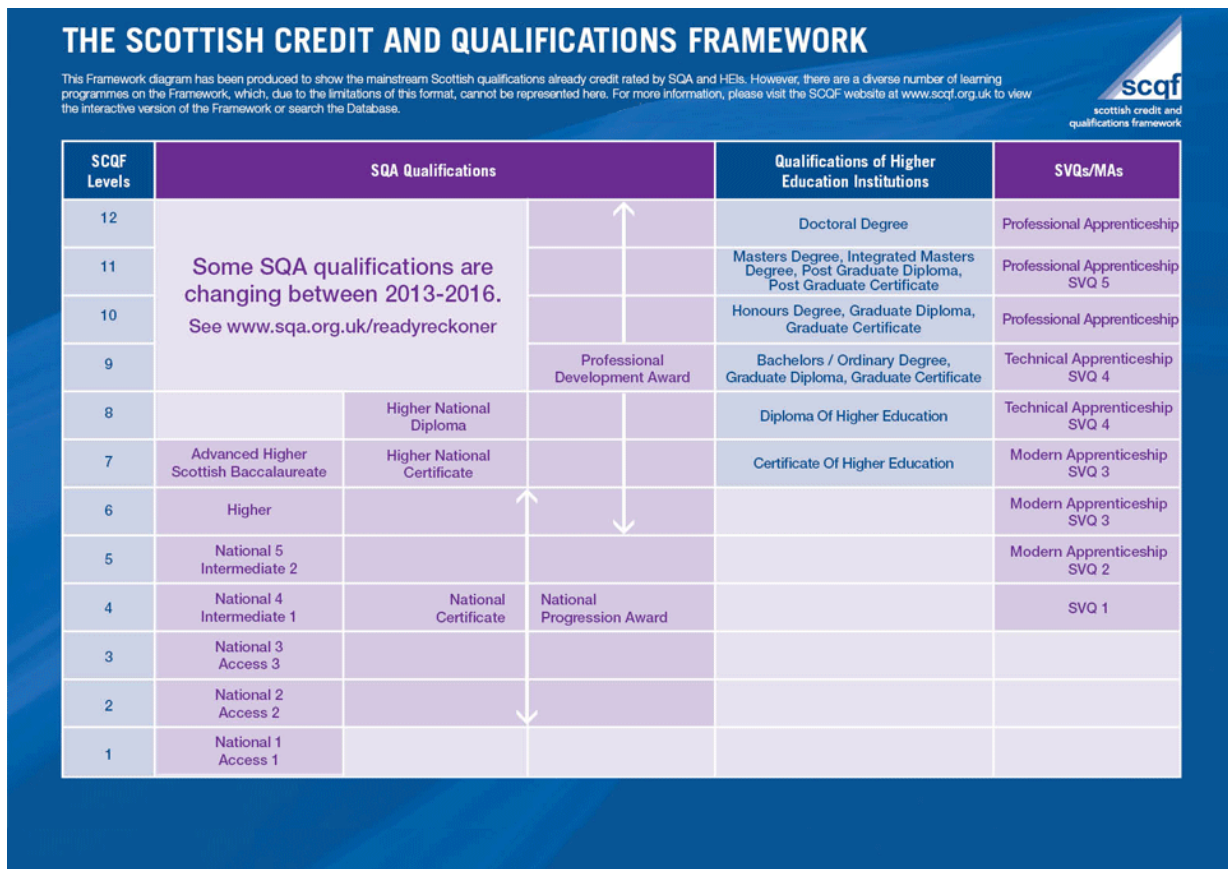 THE SCOTTISH CREDIT AND QUALIFICATIONS FRAMEWORK
This Framework diagram has been produced to show the mainstream Scottish qualifications already credit rated by SQA and HEIs. However, there are a diverse number of learning
programmes on the Framework, which, due to the limitations of this format, cannot be represented here. For more information, please visit the SCQF website at www.scqf.org.uk to view
the interactive version of the Framework or search the Database.
scqf
scottish credit and
qualifications framework
SCQF
Levels
SQA Qualifications
Qualifications of Higher
Education Institutions
SVQs/MAs
12
Doctoral Degree
Professional Apprenticeship
Some SQA qualifications are
changing between 2013-2016.
See www.sqa.org.uk/readyreckoner
11
Masters Degree, Integrated Masters
Degree, Post Graduate Diploma,
Post Graduate Certificate
Professional Apprenticeship
SVQ 5
10
Honours Degree, Graduate Diploma,
Graduate Certificate
Professional Apprenticeship
9
Professional
Development Award
Bachelors / Ordinary Degree,
Graduate Diploma, Graduate Certificate
Technical Apprenticeship
SVQ 4
8
Higher National
Diploma
Diploma Of Higher Education
Technical Apprenticeship
SVQ 4
7
Advanced Higher
Scottish Baccalaureate
Higher National
Certificate
Certificate Of Higher Education
Modern Apprenticeship
SVQ 3
6
Higher
Modern Apprenticeship
SVQ 3
5
National 5
Intermediate 2
Modern Apprenticeship
SVQ 2
4
National 4
Intermediate 1
National
Certificate
National
Progression Award
SVQ 1
3
National 3
Access 3
2
National 2
Access 2
1
National 1
Access 1